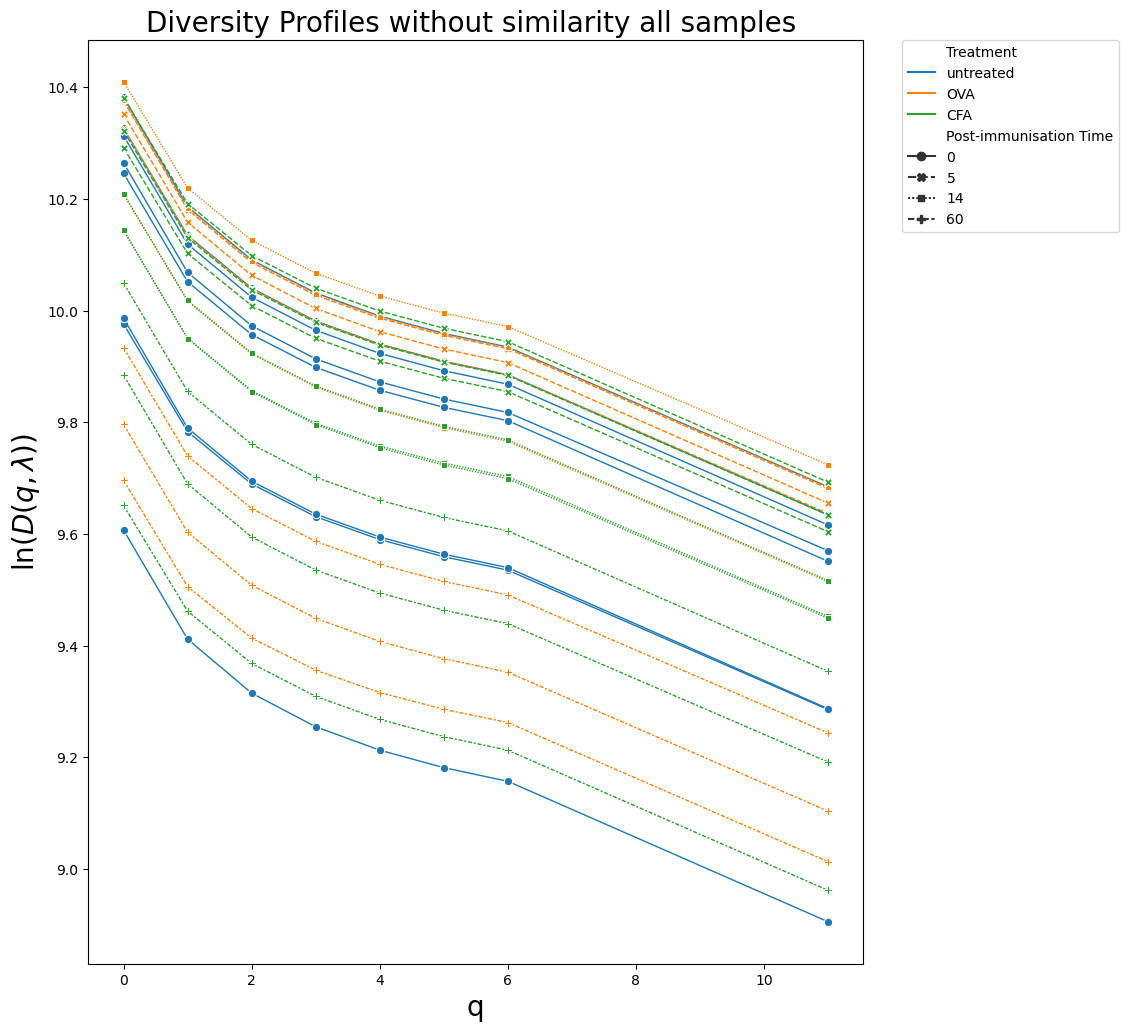 Diversity Profiles without similarity all samples
ln(D(q,λ))
10.4
10.2
10.0
9.8
9.6
9.4
9.2
9.0
0
2
4
6
8
10
q
Treatment
untreated
OVA
CFA
Post-immunisation Time
0
5
14
60